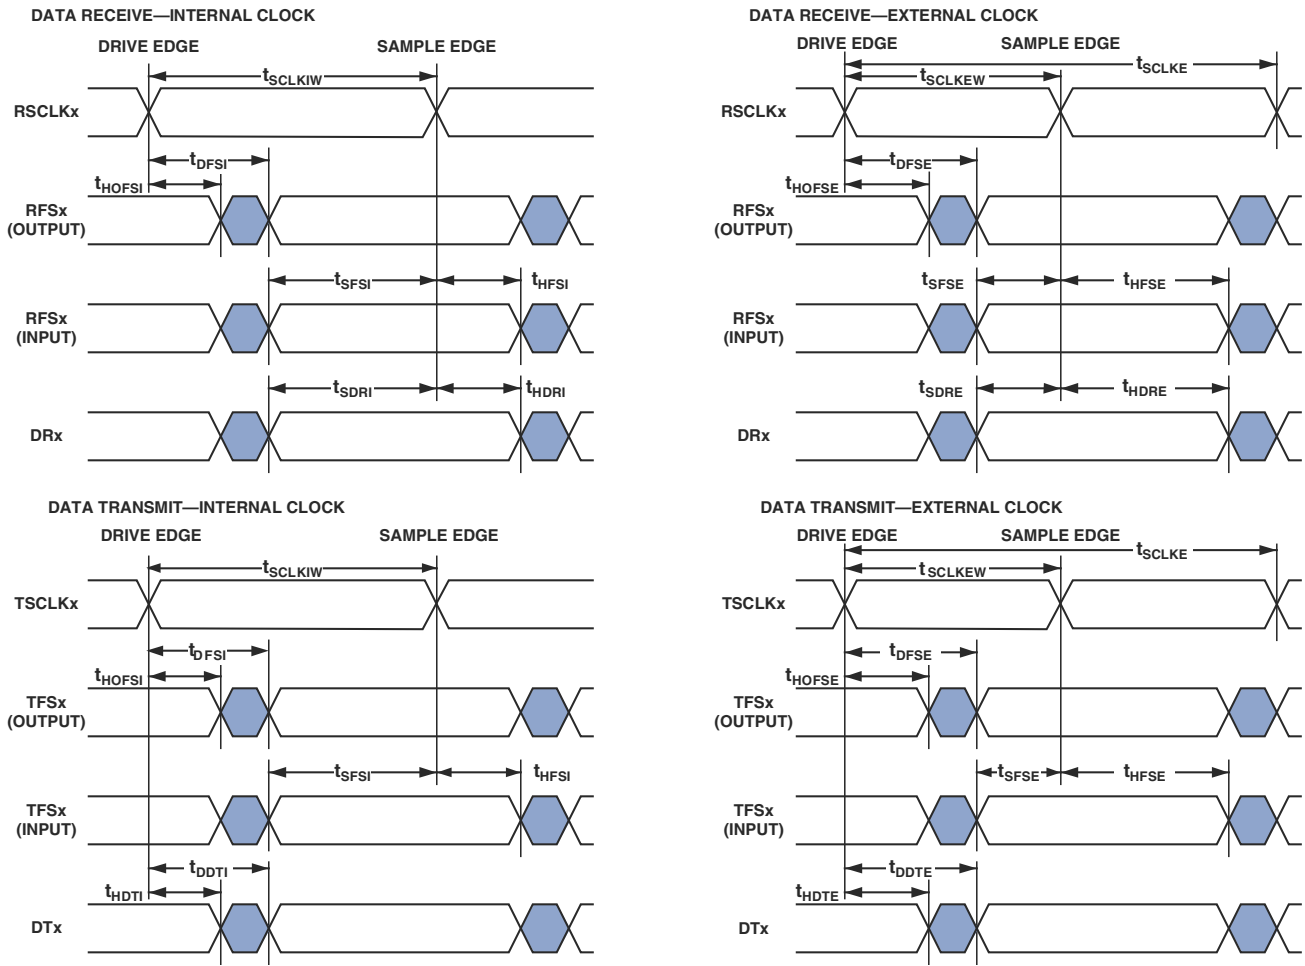 DATA RECEIVE—INTERNAL CLOCK
DRIVE EDGE
SAMPLE EDGE
tSCLKIW
RSCLKx
tDFSI
tHOFSI
RFSx
(OUTPUT)
tSFSI
tHFSI
RFSx
(INPUT)
tSDRI
tHDRI
DRx
DATA RECEIVE—EXTERNAL CLOCK
DRIVE EDGE
SAMPLE EDGE
tSCLKE
tSCLKEW
RSCLKx
tDFSE
tHOFSE
RFSx
(OUTPUT)
tSFSE
tHFSE
RFSx
(INPUT)
tSDRE
tHDRE
DRx
DATA TRANSMIT—INTERNAL CLOCK
DRIVE EDGE
SAMPLE EDGE
tSCLKIW
TSCLKx
tDFSI
tHOFSI
TFSx
(OUTPUT)
tSFSI
tHFSI
TFSx
(INPUT)
tDDTI
tHDTI
DTx
DATA TRANSMIT—EXTERNAL CLOCK
DRIVE EDGE
SAMPLE EDGE
tSCLKE
tSCLKEW
TSCLKx
tDFSE
tHOFSE
TFSx
(OUTPUT)
tSFSE
tHFSE
TFSx
(INPUT)
tDDTE
tHDTE
DTx